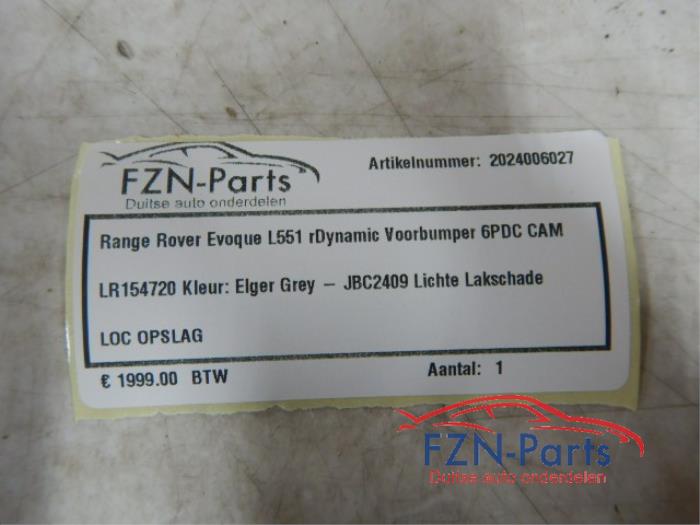 FZN-Parts
Duitse auto onderdelen
Artikelnummer: 2024006027
Range Rover Evoque L551 rDynamic Voorbumper 6PDC CAM
LR154720 Kleur: Elger Grey – JBC2409 Lichte Lakschade
LOC OPSLAG
€ 1999.00 BTW
Aantal: 1
FZN-Parts
Duitse auto onderdelen